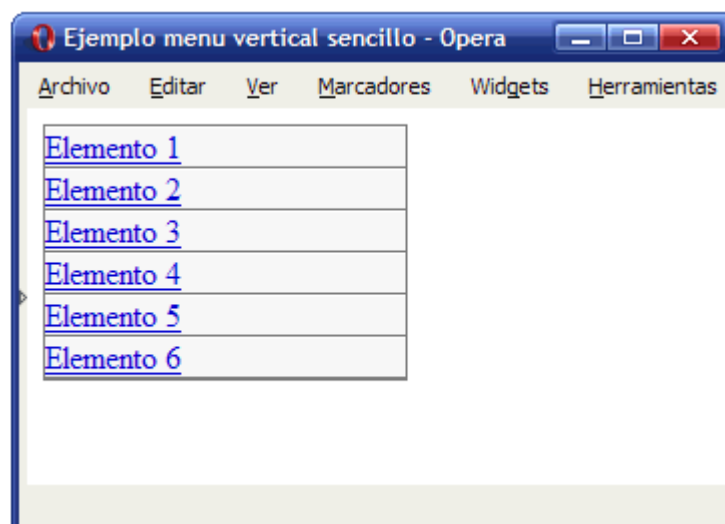 Ejemplo menu vertical sencillo - Opera
Archivo Editar Ver Marcadores Widgets Herramientas
Elemento 1
Elemento 2
Elemento 3
Elemento 4
Elemento 5
Elemento 6